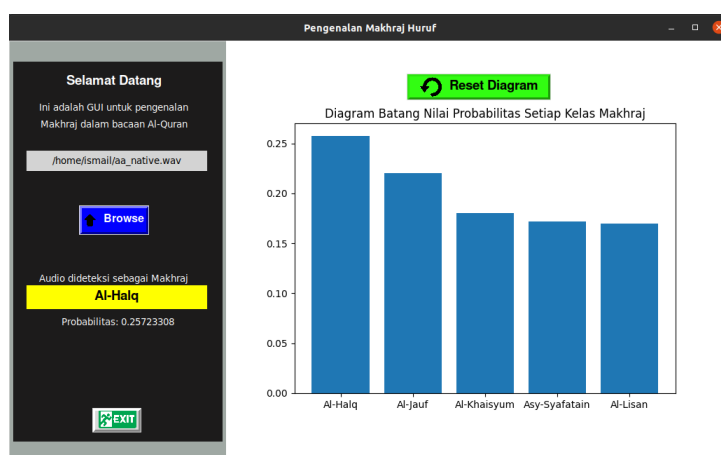 Pengenalan Makhraj Huruf
Selamat Datang
Ini adalah GUI untuk pengenalan
Makhraj dalam bacaan Al-Quran
/home/ismail/aa_native.wav
Browse
Audio dideteksi sebagai Makhraj
Al-Halq
Probabilitas: 0.25723308
EXIT
Reset Diagram
Diagram Batang Nilai Probabilitas Setiap Kelas Makhraj
0.25
0.20
0.15
0.10
0.05
0.00
Al-Halq Al-Jauf Al-Khaisyum Asy-Syafatain Al-Lisan